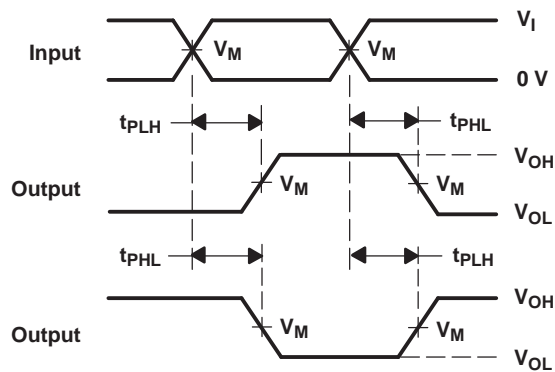 V_I
Input V_M V_M
0 V
t_PLH t_PHL
V_OH
Output V_M V_M
V_OL
t_PHL t_PLH
V_OH
Output V_M V_M
V_OL